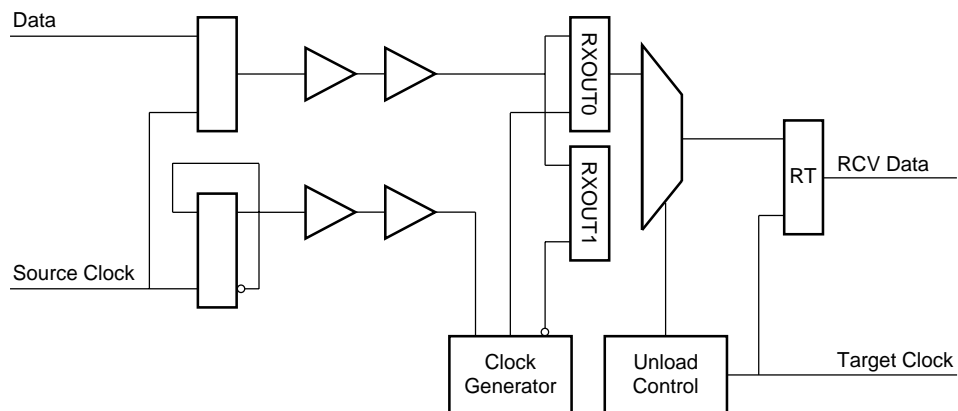 Data
RXOUT0
RXOUT1
RT
RCV Data
Source Clock
Clock
Generator
Unload
Control
Target Clock